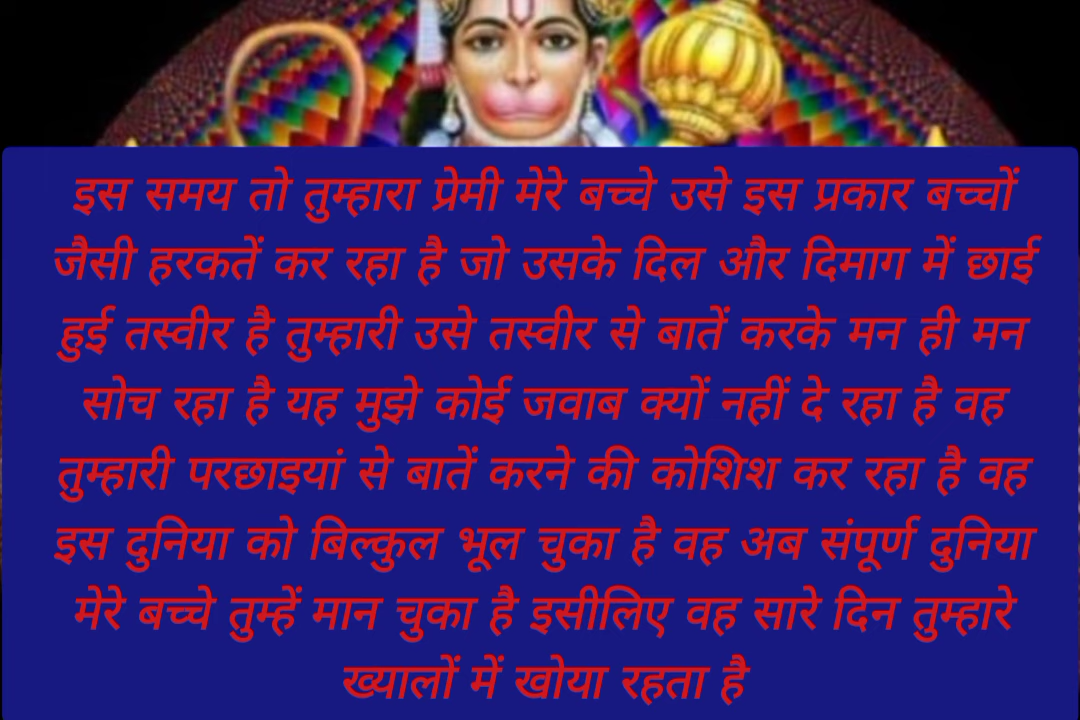 इस समय तो तुम्हारा प्रेमी मेरे बच्चे उसे इस प्रकार बच्चों
जैसी हरकतें कर रहा है जो उसके दिल और दिमाग में छाई
हुई तस्वीर है तुम्हारी उसे तस्वीर से बातें करके मन ही मन
सोच रहा है यह मुझे कोई जवाब क्यों नहीं दे रहा है वह
तुम्हारी परछाइयां से बातें करने की कोशिश कर रहा है वह
इस दुनिया को बिल्कुल भूल चुका है वह अब संपूर्ण दुनिया
मेरे बच्चे तुम्हें मान चुका है इसीलिए वह सारे दिन तुम्हारे
ख्यालों में खोया रहता है